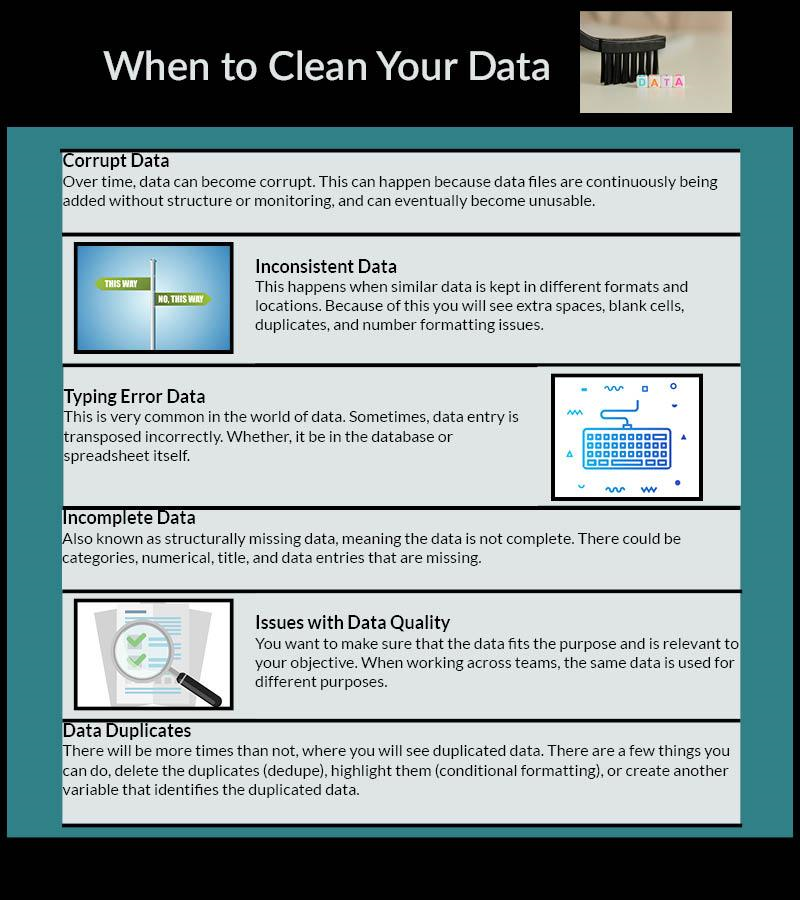 When to Clean Your Data
DATA
Corrupt Data
Over time, data can become corrupt. This can happen because data files are continuously being
added without structure or monitoring, and can eventually become unusable.
THIS WAY
NO, THIS WAY
Inconsistent Data
This happens when similar data is kept in different formats and
locations. Because of this you will see extra spaces, blank cells,
duplicates, and number formatting issues.
Typing Error Data
This is very common in the world of data. Sometimes, data entry is
transposed incorrectly. Whether, it be in the database or
spreadsheet itself.
Incomplete Data
Also known as structurally missing data, meaning the data is not complete. There could be
categories, numerical, title, and data entries that are missing.
Issues with Data Quality
You want to make sure that the data fits the purpose and is relevant to
your objective. When working across teams, the same data is used for
different purposes.
Data Duplicates
There will be more times than not, where you will see duplicated data. There are a few things you
can do, delete the duplicates (dedupe), highlight them (conditional formatting), or create another
variable that identifies the duplicated data.